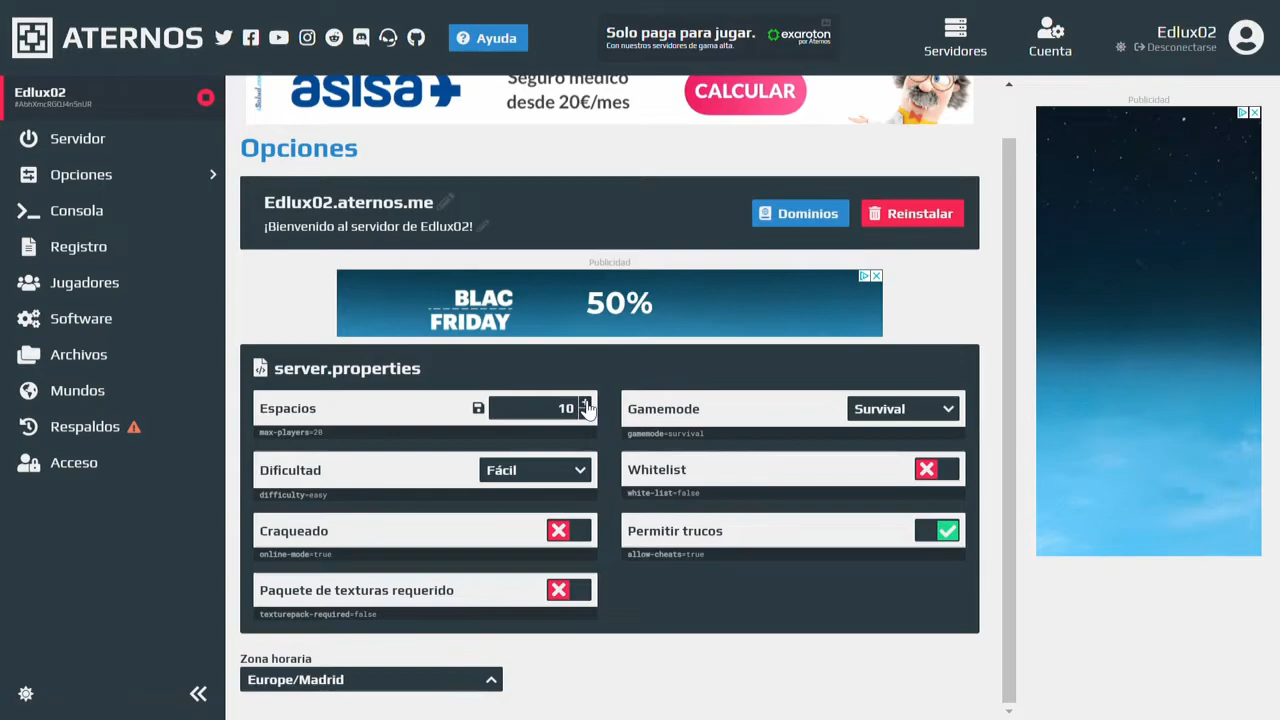 ATERNOS
Ayuda
Solo paga para jugar.
Con nuestros servidores de gama alta.
exaroton
por Aternos
Servidores
Cuenta
Edlux02
Desconectarse
Edlux02
#AbhXmcRGQJ4n5nUR
Servidor
Opciones
Consola
Registro
Jugadores
Software
Archivos
Mundos
Respaldos
Acceso
asisa
Seguro médico
desde 20€/mes
CALCULAR
Opciones
Edlux02.aternos.me
¡Bienvenido al servidor de Edlux02!
Dominios
Reinstalar
Publicidad
BLAC
FRIDAY
50%
server.properties
Espacios
10
max-players=20
Gamemode
Survival
gamemode=survival
Dificultad
Fácil
difficulty=easy
Whitelist
white-list=false
Craqueado
online-mode=true
Permitir trucos
allow-cheats=true
Paquete de texturas requerido
texturepack-required=false
Zona horaria
Europe/Madrid
Publicidad